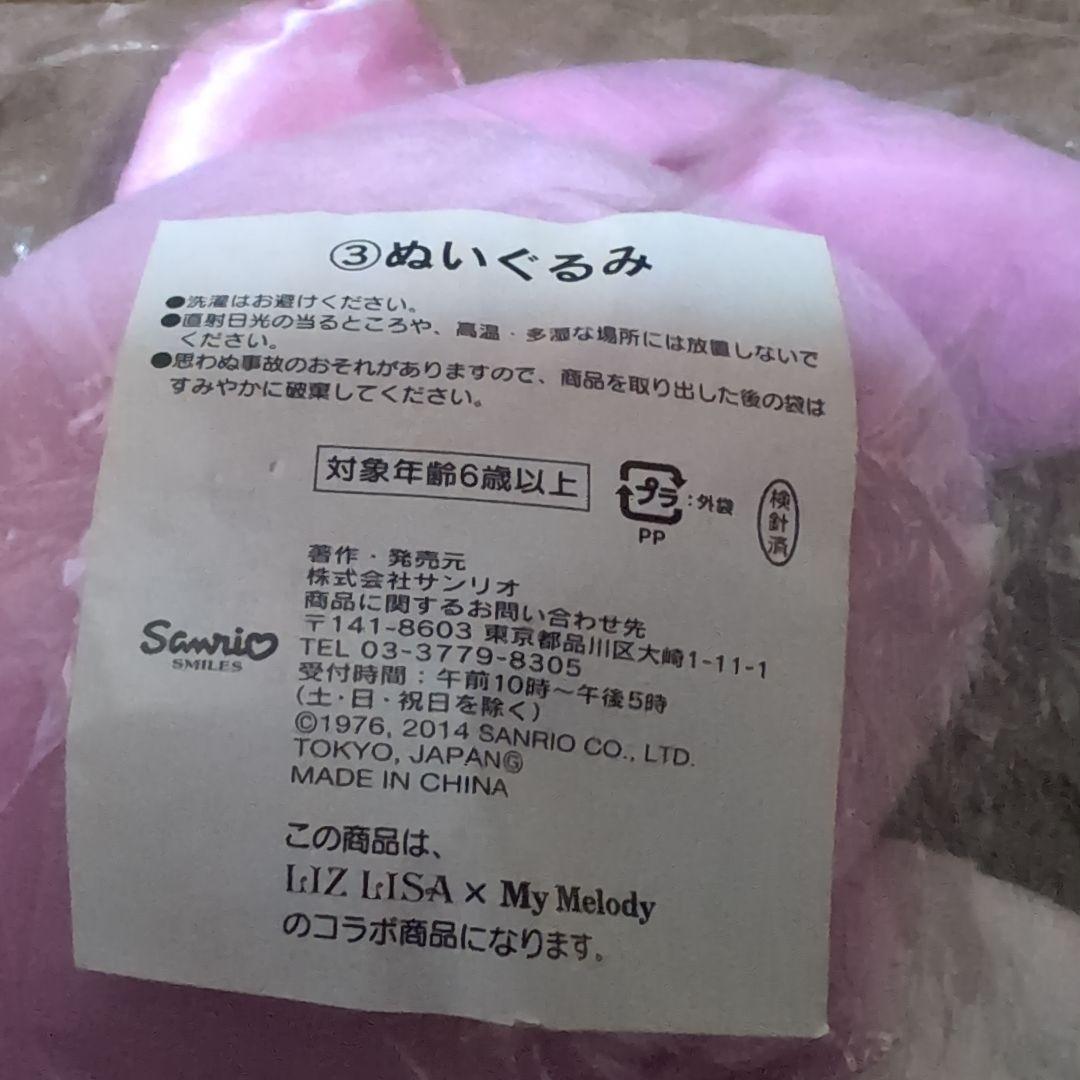 ③ぬいぐるみ
●洗濯はお避けください。
●直射日光の当るところや、高温・多湿な場所には放置しないで
ください。
●思わぬ事故のおそれがありますので、商品を取り出した後の袋は
すみやかに破棄してください。
対象年齢6歳以上
プラ:外袋
PP
検針済
著作・発売元
株式会社サンリオ
商品に関するお問い合わせ先
〒141-8603 東京都品川区大崎1-11-1
TEL 03-3779-8305
受付時間:午前10時~午後5時
(土・日・祝日を除く)
©1976, 2014 SANRIO CO., LTD.
TOKYO, JAPANⒼ
MADE IN CHINA
Sanrio
SMILES
この商品は、
LIZ LISA × My Melody
のコラボ商品になります。